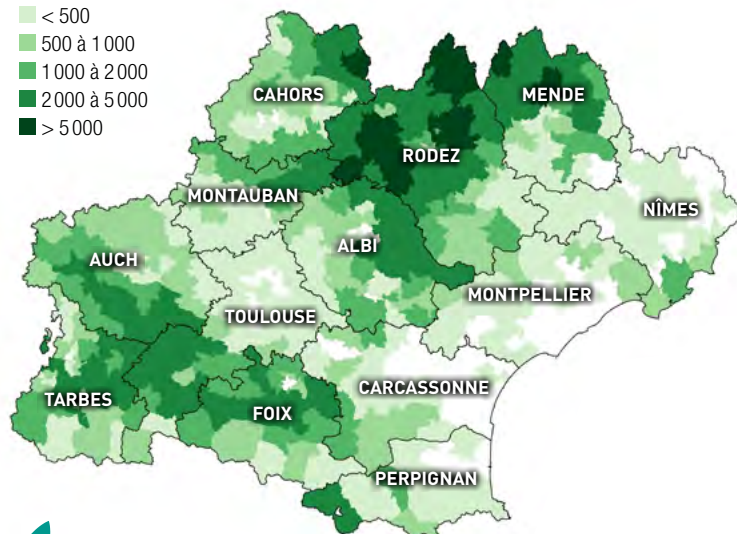 < 500
500 à 1 000
1 000 à 2 000
2 000 à 5 000
> 5 000
CAHORS
MENDE
RODEZ
MONTAUBAN
NÎMES
ALBI
AUCH
MONTPELLIER
TOULOUSE
CARCASSONNE
TARBES
FOIX
PERPIGNAN